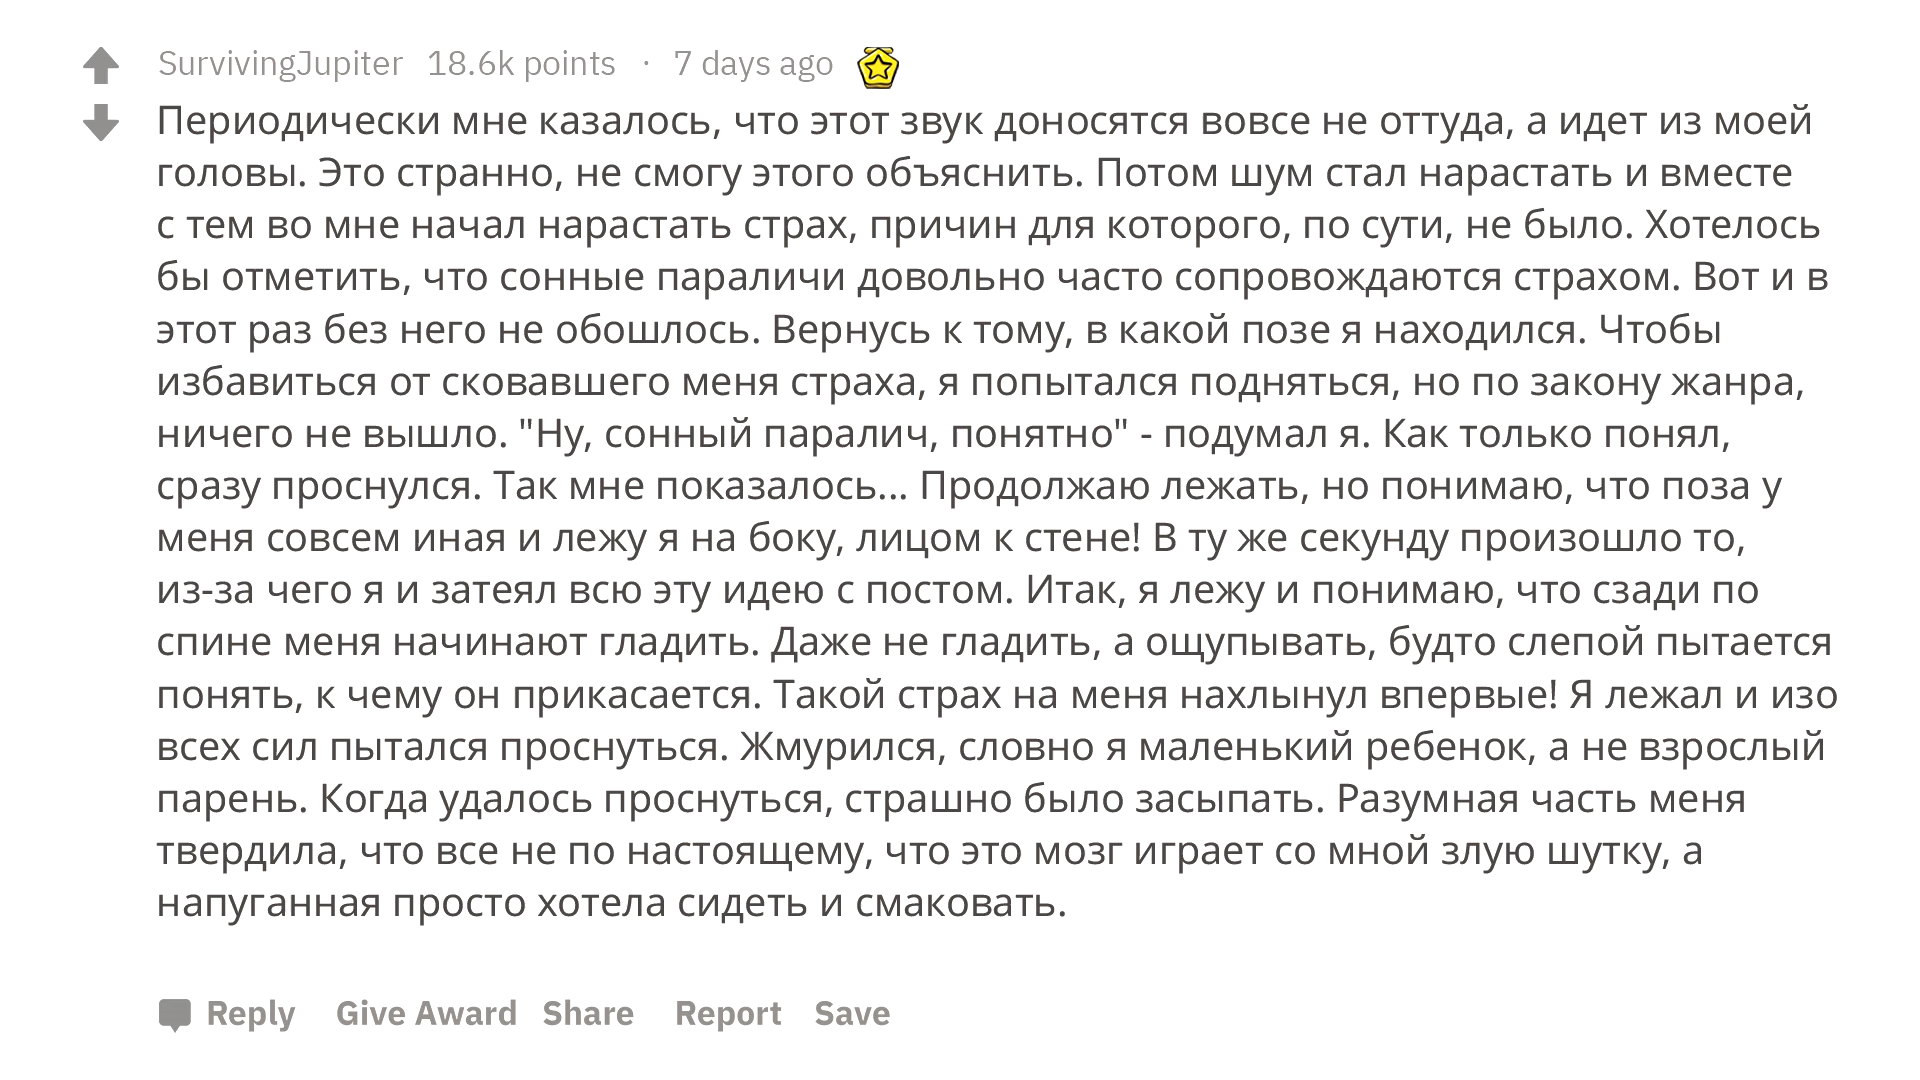 SurvivingJupiter 18.6k points · 7 days ago
Периодически мне казалось, что этот звук доносятся вовсе не оттуда, а идет из моей
головы. Это странно, не смогу этого объяснить. Потом шум стал нарастать и вместе
с тем во мне начал нарастать страх, причин для которого, по сути, не было. Хотелось
бы отметить, что сонные параличи довольно часто сопровождаются страхом. Вот и в
этот раз без него не обошлось. Вернусь к тому, в какой позе я находился. Чтобы
избавиться от сковавшего меня страха, я попытался подняться, но по закону жанра,
ничего не вышло. "Ну, сонный паралич, понятно" - подумал я. Как только понял,
сразу проснулся. Так мне показалось... Продолжаю лежать, но понимаю, что поза у
меня совсем иная и лежу я на боку, лицом к стене! В ту же секунду произошло то,
из-за чего я и затеял всю эту идею с постом. Итак, я лежу и понимаю, что сзади по
спине меня начинают гладить. Даже не гладить, а ощупывать, будто слепой пытается
понять, к чему он прикасается. Такой страх на меня нахлынул впервые! Я лежал и изо
всех сил пытался проснуться. Жмурился, словно я маленький ребенок, а не взрослый
парень. Когда удалось проснуться, страшно было засыпать. Разумная часть меня
твердила, что все не по настоящему, что это мозг играет со мной злую шутку, а
напуганная просто хотела сидеть и смаковать.
Reply Give Award Share Report Save